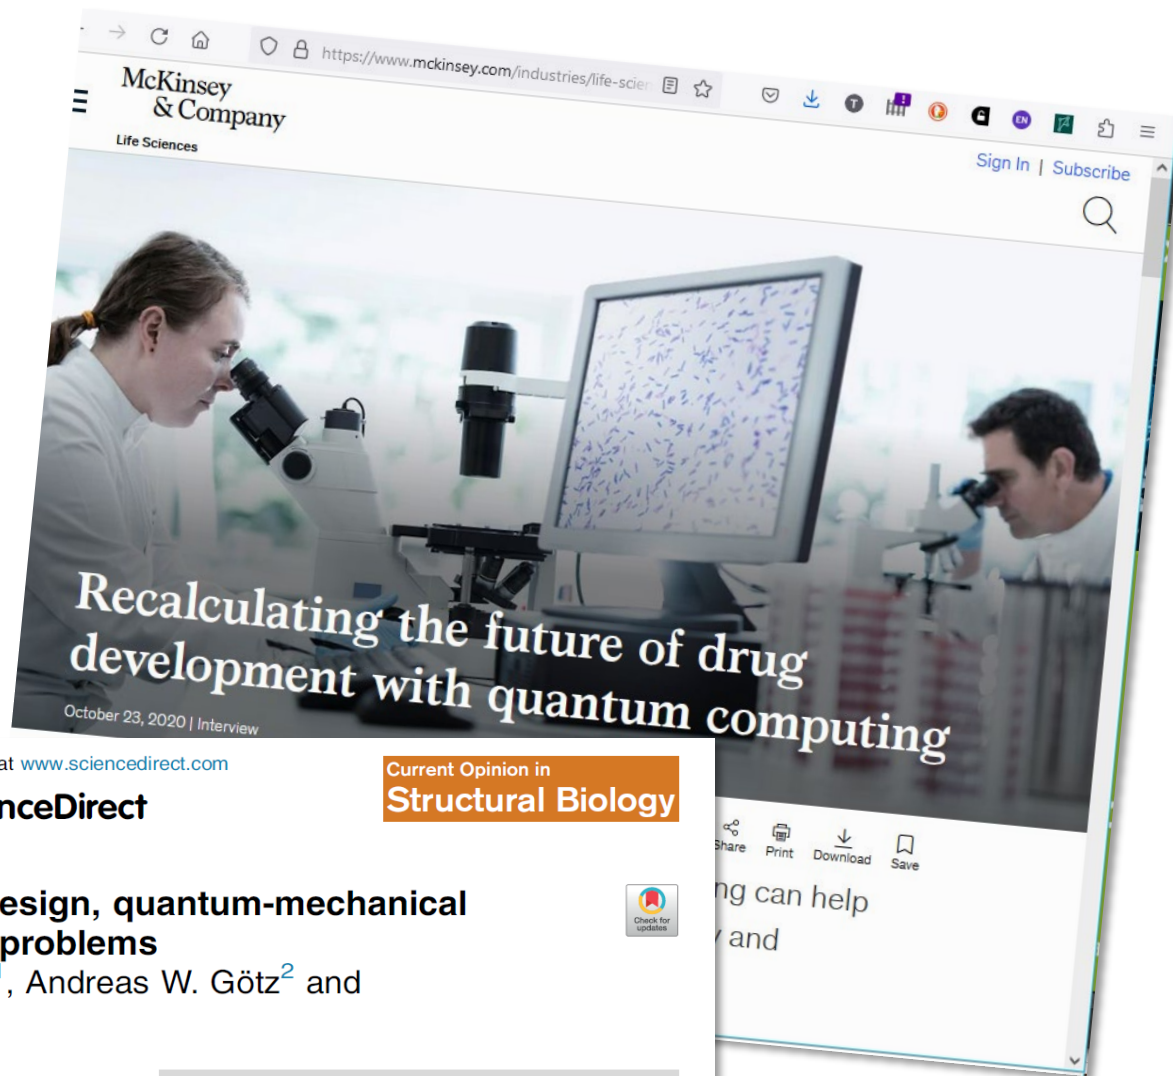 https://www.mckinsey.com/industries/life-scien
McKinsey
& Company
Life Sciences
T
!
EN
Sign In | Subscribe
Recalculating the future of drug
development with quantum computing
October 23, 2020 | Interview
Share
Print
Download
Save
ng can help
y and
at www.sciencedirect.com
nceDirect
Current Opinion in
Structural Biology
esign, quantum-mechanical
problems
Check for
updates
, Andreas W. Götz2 and